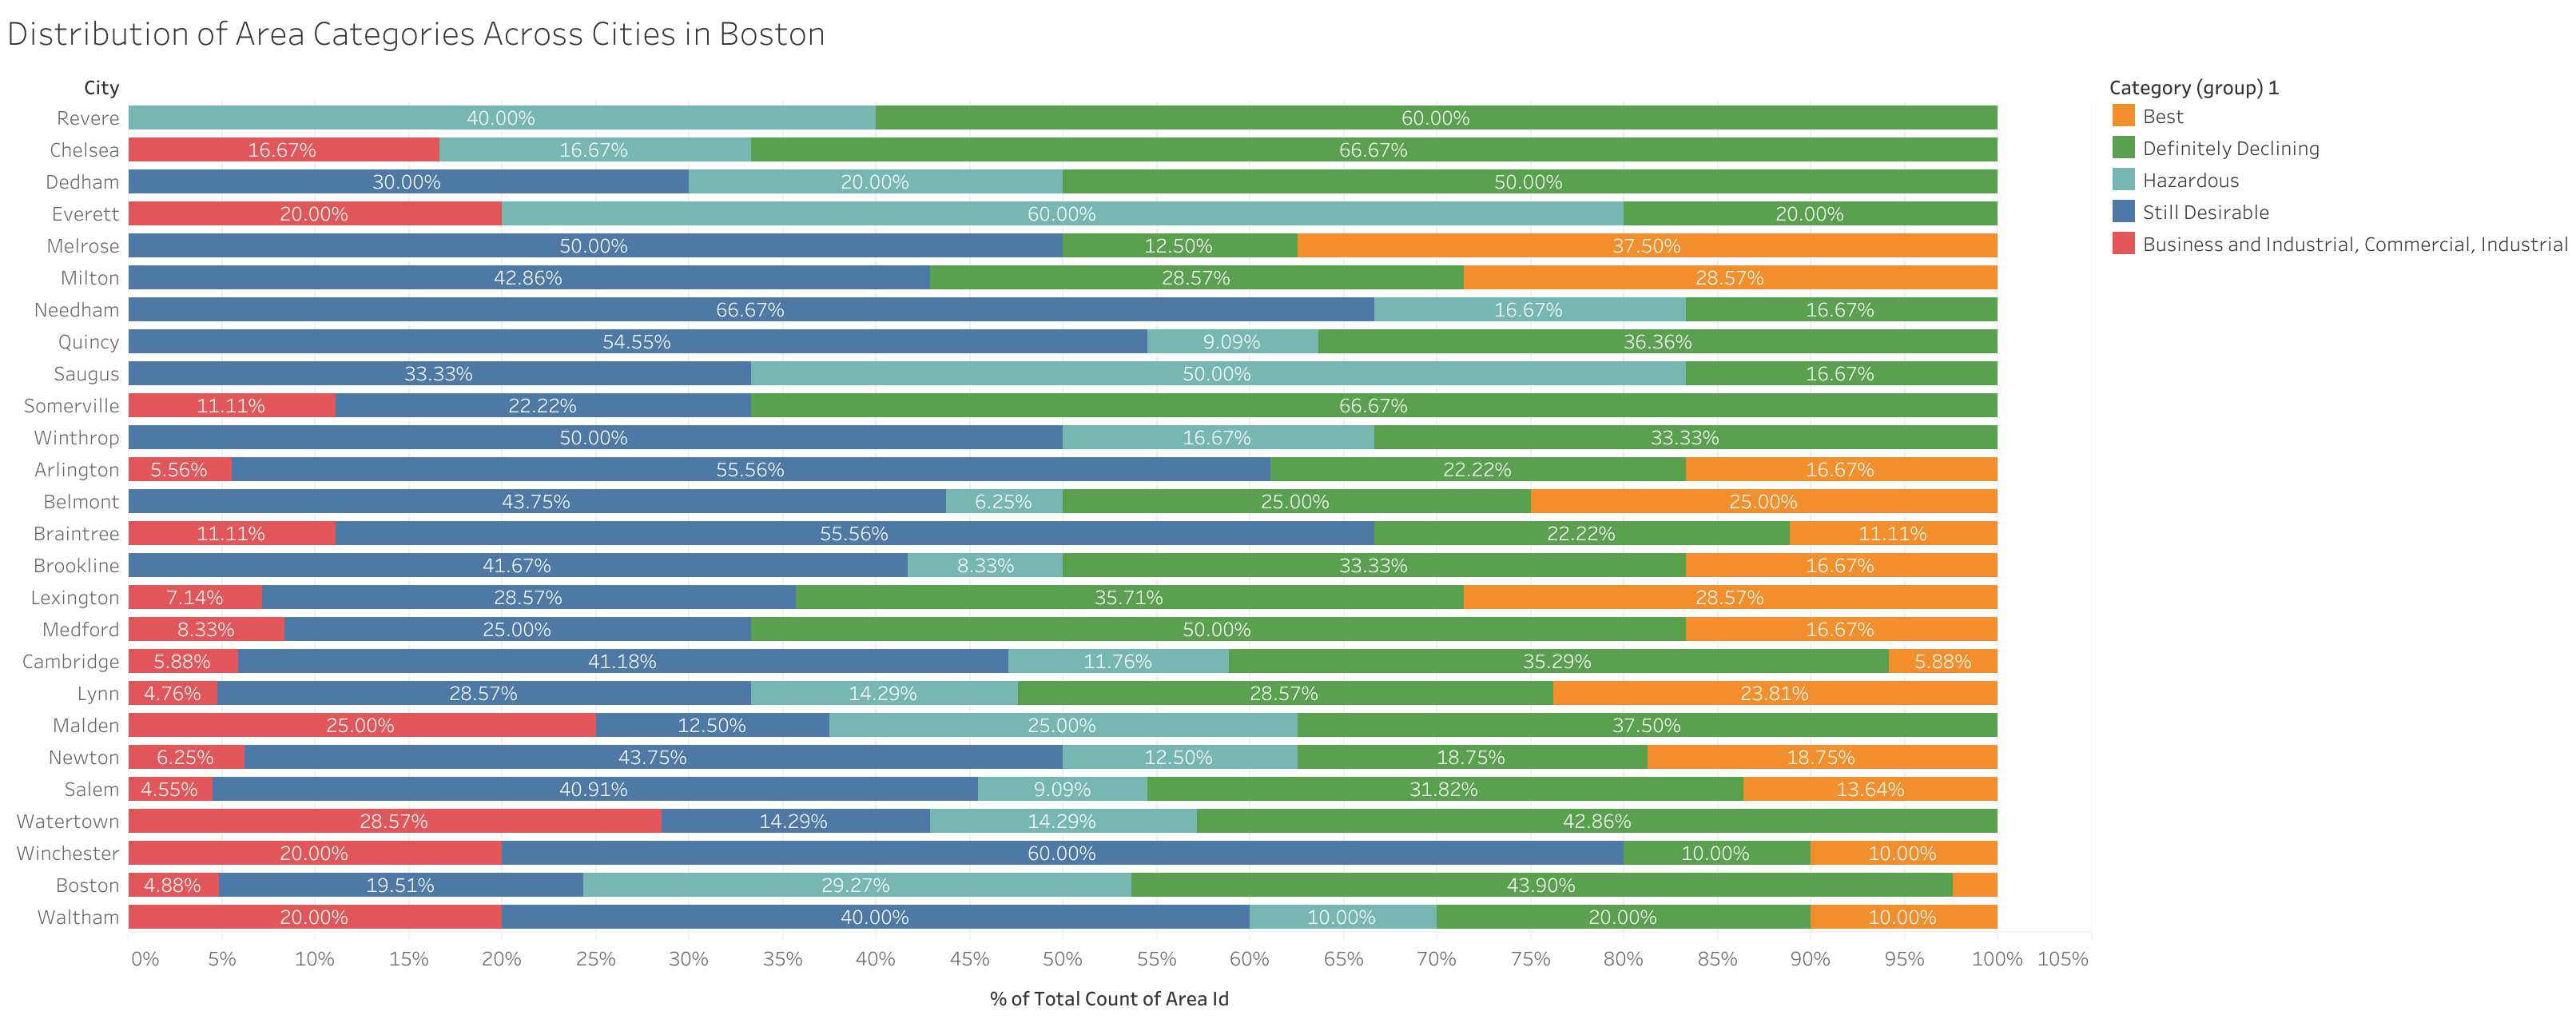 Distribution of Area Categories Across Cities in Boston
City
Revere 40.00% 60.00%
Chelsea 16.67% 16.67% 66.67%
Dedham 30.00% 20.00% 50.00%
Everett 20.00% 60.00% 20.00%
Melrose 50.00% 12.50% 37.50%
Milton 42.86% 28.57% 28.57%
Needham 66.67% 16.67% 16.67%
Quincy 54.55% 9.09% 36.36%
Saugus 33.33% 50.00% 16.67%
Somerville 11.11% 22.22% 66.67%
Winthrop 50.00% 16.67% 33.33%
Arlington 5.56% 55.56% 22.22% 16.67%
Belmont 43.75% 6.25% 25.00% 25.00%
Braintree 11.11% 55.56% 22.22% 11.11%
Brookline 41.67% 8.33% 33.33% 16.67%
Lexington 7.14% 28.57% 35.71% 28.57%
Medford 8.33% 25.00% 50.00% 16.67%
Cambridge 5.88% 41.18% 11.76% 35.29% 5.88%
Lynn 4.76% 28.57% 14.29% 28.57% 23.81%
Malden 25.00% 12.50% 25.00% 37.50%
Newton 6.25% 43.75% 12.50% 18.75% 18.75%
Salem 4.55% 40.91% 9.09% 31.82% 13.64%
Watertown 28.57% 14.29% 14.29% 42.86%
Winchester 20.00% 60.00% 10.00% 10.00%
Boston 4.88% 19.51% 29.27% 43.90%
Waltham 20.00% 40.00% 10.00% 20.00% 10.00%
0% 5% 10% 15% 20% 25% 30% 35% 40% 45% 50% 55% 60% 65% 70% 75% 80% 85% 90% 95% 100% 105%
% of Total Count of Area Id
Category (group) 1
Best
Definitely Declining
Hazardous
Still Desirable
Business and Industrial, Commercial, Industrial